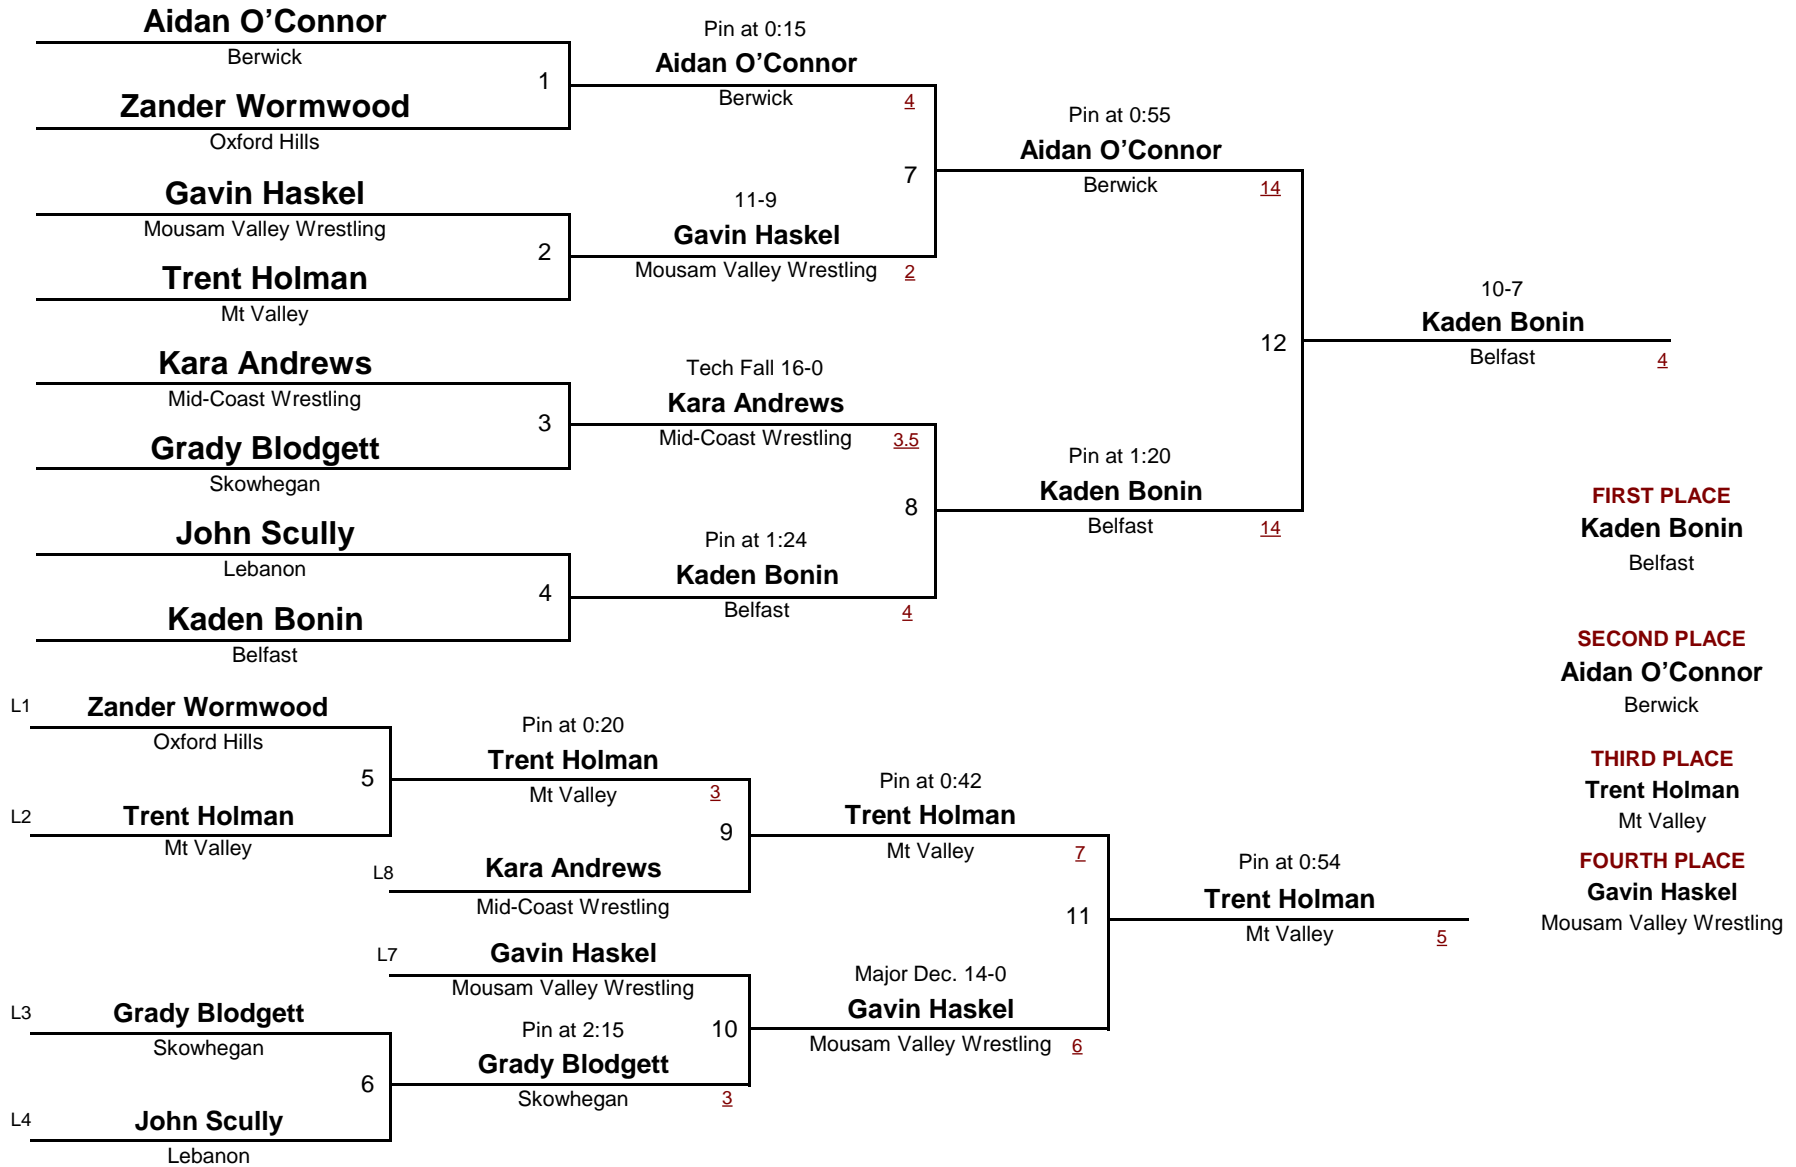 Aidan O’Connor
Berwick
1
Zander Wormwood
Oxford Hills
Gavin Haskel
Mousam Valley Wrestling
2
Trent Holman
Mt Valley
Kara Andrews
Mid-Coast Wrestling
3
Grady Blodgett
Skowhegan
John Scully
Lebanon
4
Kaden Bonin
Belfast
Pin at 0:15
Aidan O’Connor
Berwick 4
7
11-9
Gavin Haskel
Mousam Valley Wrestling 2
Tech Fall 16-0
Kara Andrews
Mid-Coast Wrestling 3.5
8
Pin at 1:24
Kaden Bonin
Belfast 4
Pin at 0:55
Aidan O’Connor
Berwick 14
12
Pin at 1:20
Kaden Bonin
Belfast 14
10-7
Kaden Bonin
Belfast 4
L1 Zander Wormwood
Oxford Hills
5
L2 Trent Holman
Mt Valley
L3 Grady Blodgett
Skowhegan
6
L4 John Scully
Lebanon
Pin at 0:20
Trent Holman
Mt Valley 3
9
L8 Kara Andrews
Mid-Coast Wrestling
L7 Gavin Haskel
Mousam Valley Wrestling
10
Pin at 2:15
Grady Blodgett
Skowhegan 3
Pin at 0:42
Trent Holman
Mt Valley 7
11
Major Dec. 14-0
Gavin Haskel
Mousam Valley Wrestling 6
Pin at 0:54
Trent Holman
Mt Valley 5
FIRST PLACE
Kaden Bonin
Belfast
SECOND PLACE
Aidan O’Connor
Berwick
THIRD PLACE
Trent Holman
Mt Valley
FOURTH PLACE
Gavin Haskel
Mousam Valley Wrestling